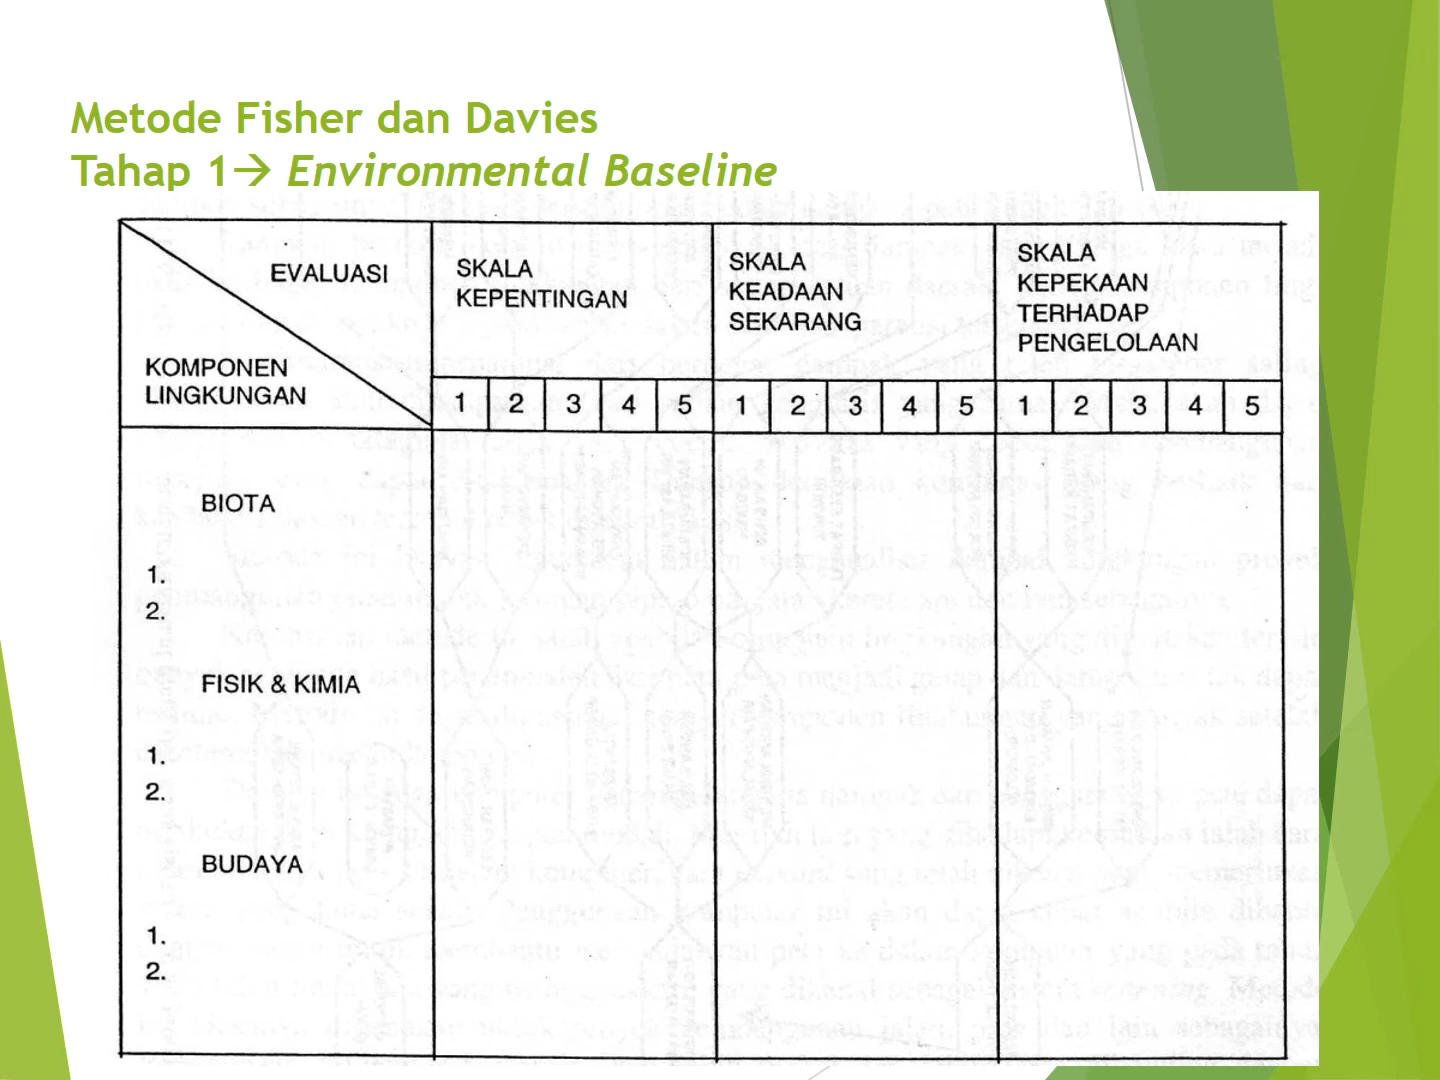 Metode Fisher dan Davies
Tahap 1→ Environmental Baseline
EVALUASI
KOMPONEN
LINGKUNGAN
SKALA
KEPENTINGAN
SKALA
KEADAAN
SEKARANG
SKALA
KEPEKAAN
TERHADAP
PENGELOLAAN
1 2 3 4 5 1 2 3 4 5 1 2 3 4 5
BIOTA
1.
2.
FISIK & KIMIA
1.
2.
BUDAYA
1.
2.